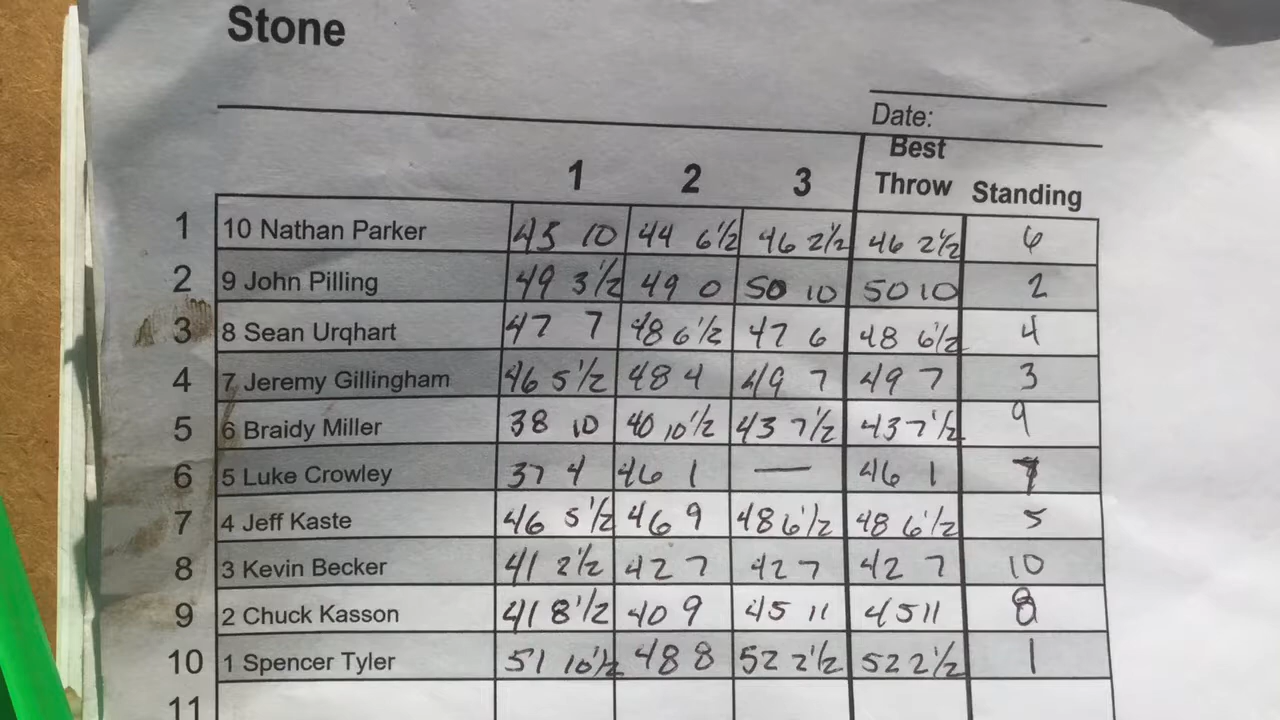 Stone
Date:
1 2 3 Best Throw Standing
1 10 Nathan Parker 45 10 44 6½ 46 2½ 46 2½ 6
2 9 John Pilling 49 3½ 49 0 50 10 50 10 2
3 8 Sean Urqhart 47 7 48 6½ 47 6 48 6½ 4
4 7 Jeremy Gillingham 46 5½ 48 4 49 7 49 7 3
5 6 Braidy Miller 38 10 40 10½ 43 7½ 43 7½ 9
6 5 Luke Crowley 37 4 46 1 — 46 1 7
7 4 Jeff Kaste 46 5½ 46 9 48 6½ 48 6½ 5
8 3 Kevin Becker 41 2½ 42 7 42 7 42 7 10
9 2 Chuck Kasson 41 8½ 40 9 45 11 45 11 8
10 1 Spencer Tyler 51 10½ 48 8 52 2½ 52 2½ 1
11